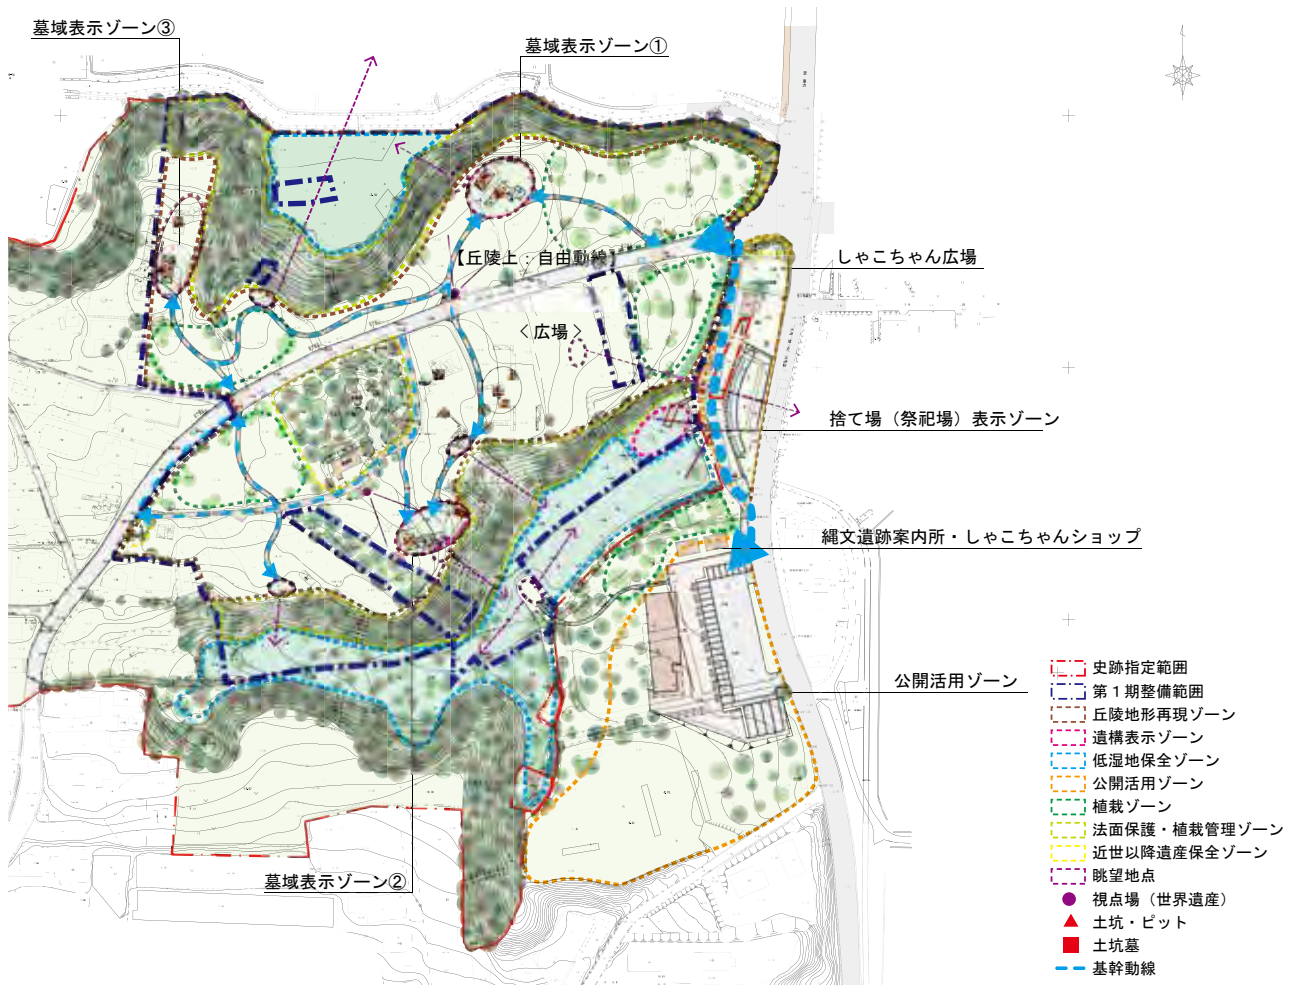 墓域表示ゾーン③
墓域表示ゾーン①
【丘陵上：自由動線】
しゃこちゃん広場
＜広場＞
捨て場（祭祀場）表示ゾーン
縄文遺跡案内所・しゃこちゃんショップ
公開活用ゾーン
墓域表示ゾーン②
史跡指定範囲
第１期整備範囲
丘陵地形再現ゾーン
遺構表示ゾーン
低湿地保全ゾーン
公開活用ゾーン
植栽ゾーン
法面保護・植栽管理ゾーン
近世以降遺産保全ゾーン
眺望地点
視点場（世界遺産）
土坑・ピット
土坑墓
基幹動線